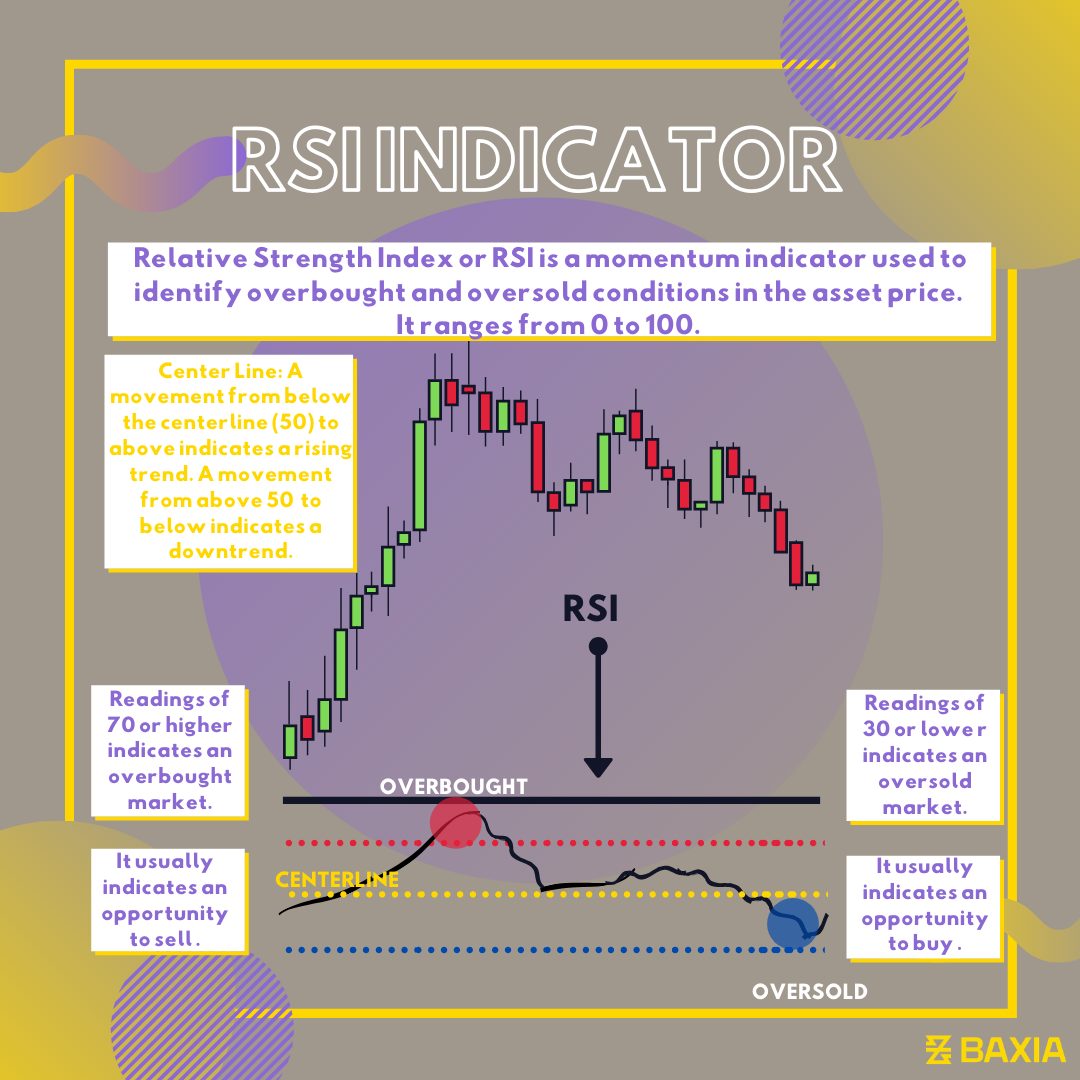 RSI INDICATOR
Relative Strength Index or RSI is a momentum indicator used to
identify overbought and oversold conditions in the asset price.
It ranges from 0 to 100.
Center Line: A
movement from below
the centerline (50) to
above indicates a rising
trend. A movement
from above 50 to
below indicates a
downtrend.
RSI
Readings of
70 or higher
indicates an
overbought
market.
Readings of
30 or lower
indicates an
oversold
market.
OVERBOUGHT
It usually
indicates an
opportunity
to sell.
CENTERLINE
It usually
indicates an
opportunity
to buy.
OVERSOLD
BAXIA